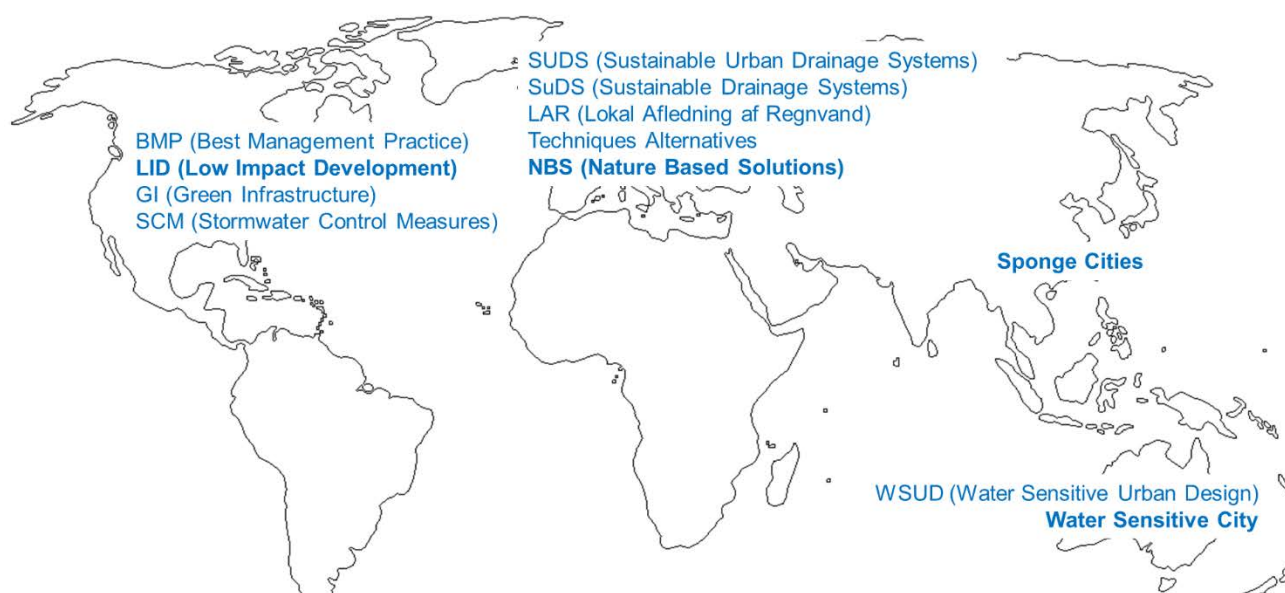 SUDS (Sustainable Urban Drainage Systems)
SuDS (Sustainable Drainage Systems)
LAR (Lokal Afledning af Regnvand)
Techniques Alternatives
NBS (Nature Based Solutions)
BMP (Best Management Practice)
LID (Low Impact Development)
GI (Green Infrastructure)
SCM (Stormwater Control Measures)
Sponge Cities
WSUD (Water Sensitive Urban Design)
Water Sensitive City